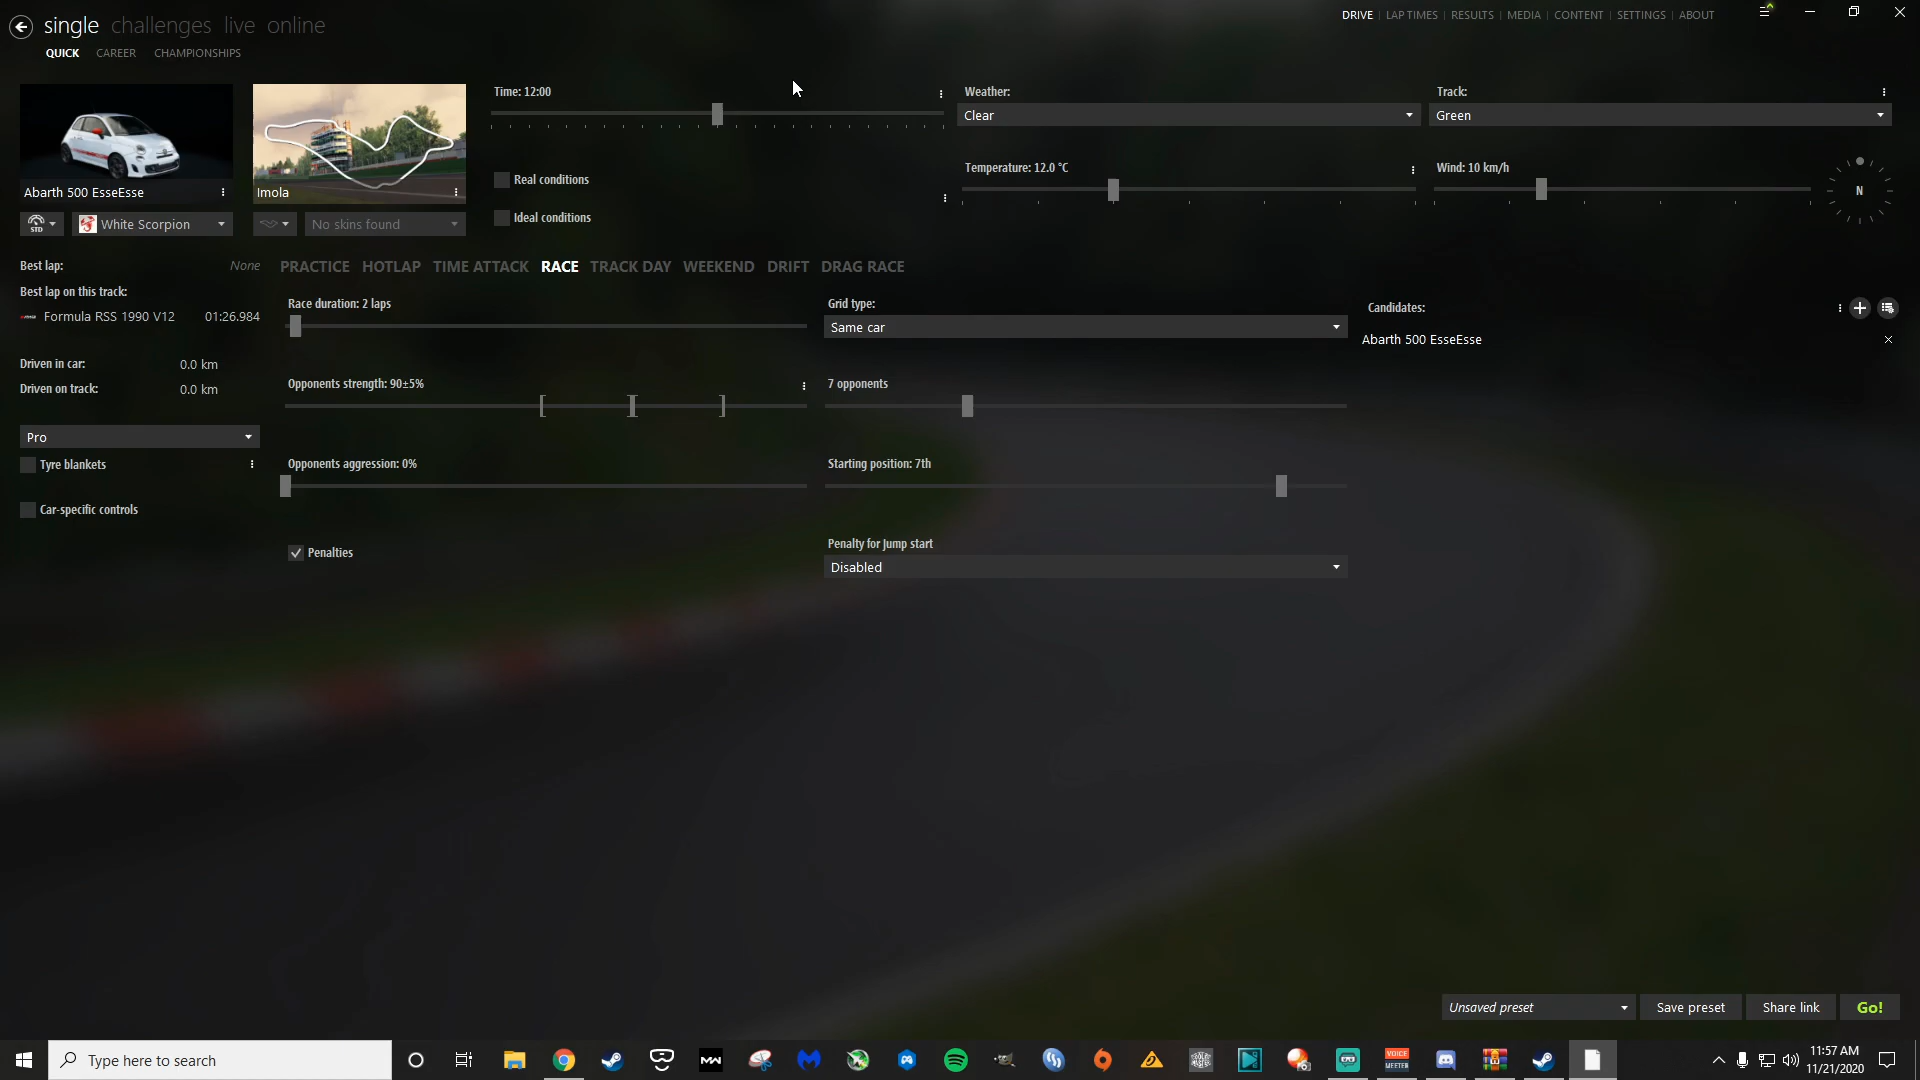 single challenges live online
DRIVE LAP TIMES RESULTS MEDIA CONTENT SETTINGS ABOUT
QUICK CAREER CHAMPIONSHIPS
Abarth 500 EsseEsse
Imola
STD White Scorpion
No skins found
Time: 12:00
Real conditions
Ideal conditions
Weather:
Clear
Track:
Green
Temperature: 12.0 °C
Wind: 10 km/h
N
Best lap: None
Best lap on this track:
Formula RSS 1990 V12 01:26.984
Driven in car: 0.0 km
Driven on track: 0.0 km
Pro
Tyre blankets
Car-specific controls
PRACTICE HOTLAP TIME ATTACK RACE TRACK DAY WEEKEND DRIFT DRAG RACE
Race duration: 2 laps
Opponents strength: 90±5%
Opponents aggression: 0%
Penalties
Grid type:
Same car
7 opponents
Starting position: 7th
Penalty for jump start
Disabled
Candidates:
Abarth 500 EsseEsse
Unsaved preset Save preset Share link Go!
Type here to search
MW
VOICE
MEETER
11:57 AM
11/21/2020